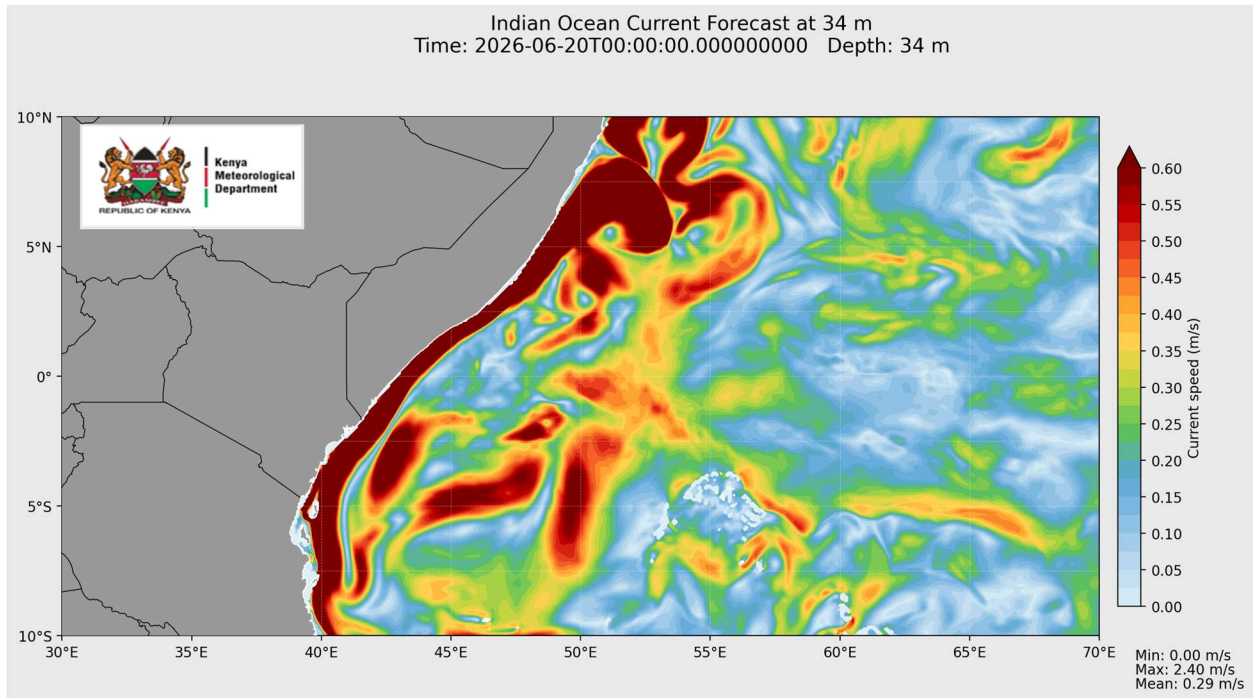 Indian Ocean Current Forecast at 34 m
Time: 2026-06-20T00:00:00.000000000   Depth: 34 m
10°N
5°N
0°
5°S
10°S
30°E
35°E
40°E
45°E
50°E
55°E
60°E
65°E
70°E
REPUBLIC OF KENYA
Kenya
Meteorological
Department
0.60
0.55
0.50
0.45
0.40
0.35
0.30
0.25
0.20
0.15
0.10
0.05
0.00
Current speed (m/s)
Min: 0.00 m/s
Max: 2.40 m/s
Mean: 0.29 m/s